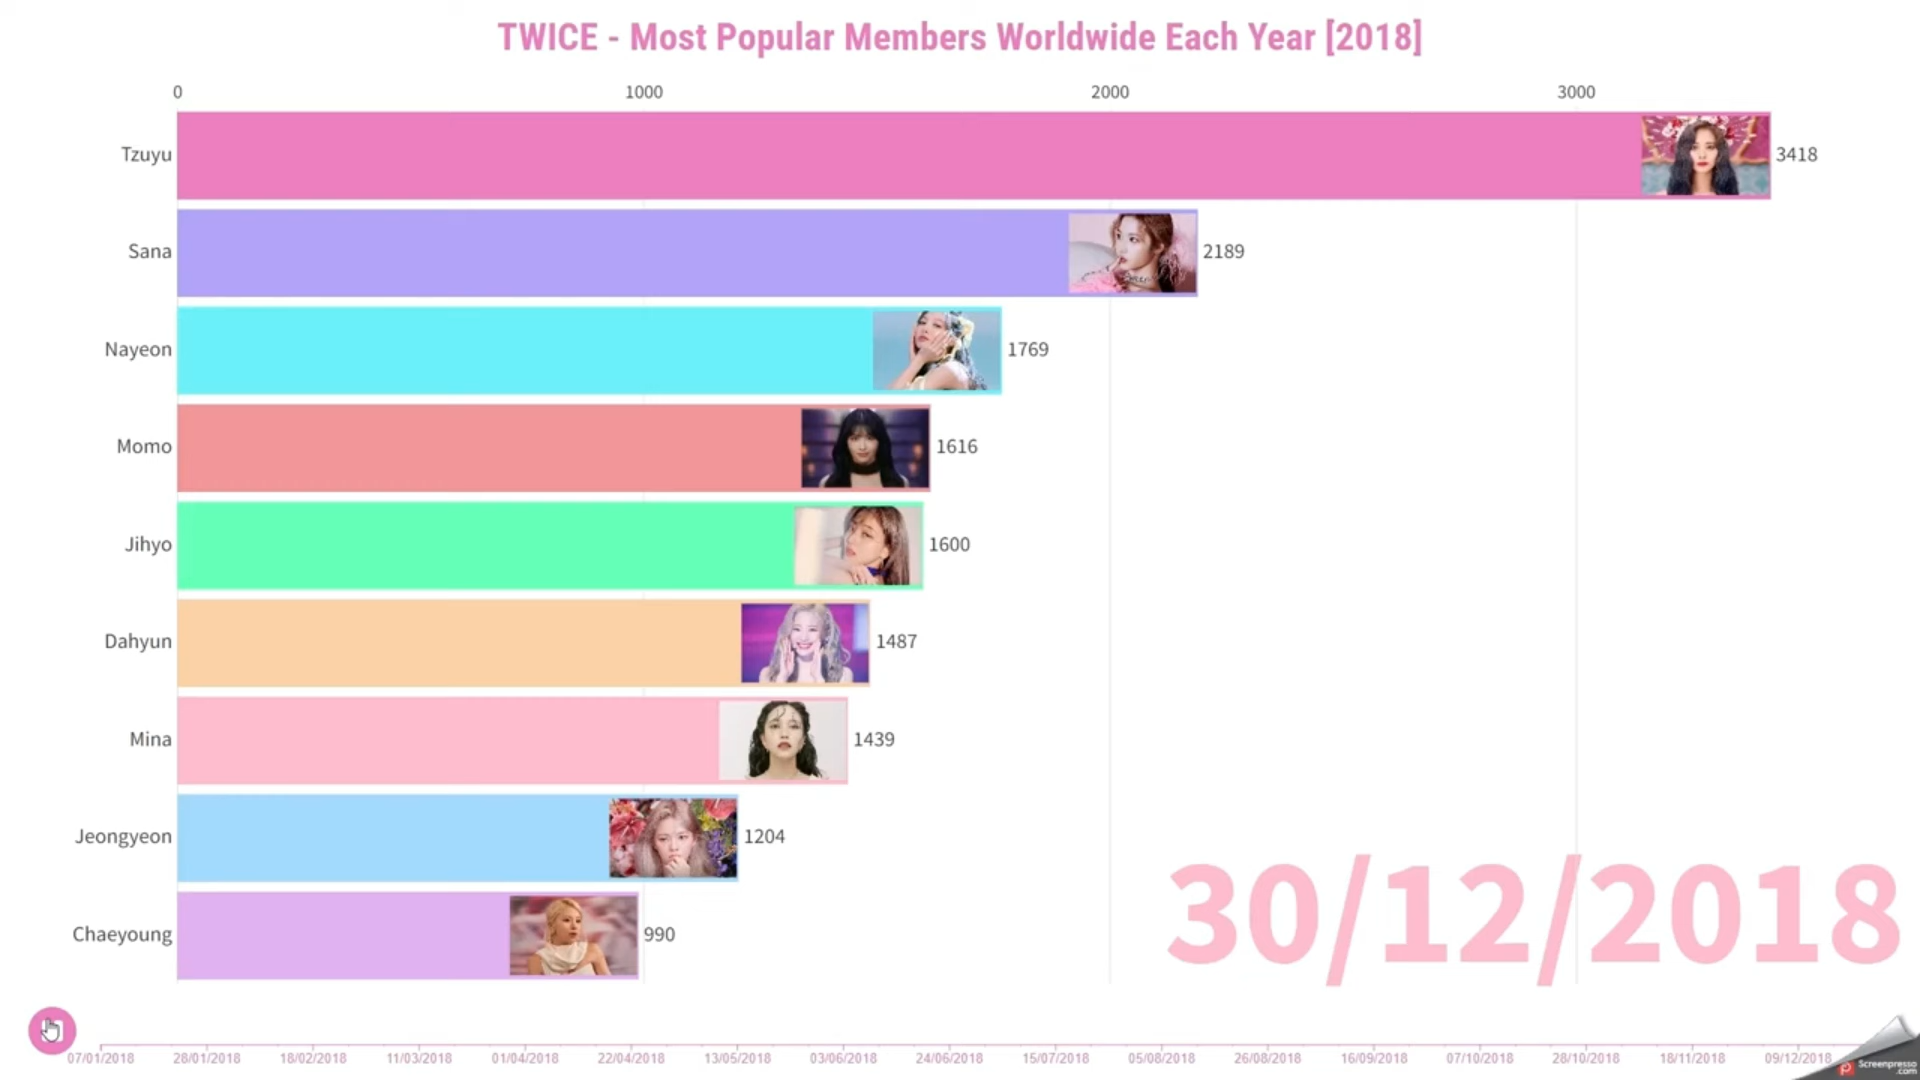 TWICE - Most Popular Members Worldwide Each Year [2018]
0 1000 2000 3000
Tzuyu 3418
Sana 2189
Nayeon 1769
Momo 1616
Jihyo 1600
Dahyun 1487
Mina 1439
Jeongyeon 1204
Chaeyoung 990
30/12/2018
07/01/2018 28/01/2018 18/02/2018 11/03/2018 01/04/2018 22/04/2018 13/05/2018 03/06/2018 24/06/2018 15/07/2018 05/08/2018 26/08/2018 16/09/2018 07/10/2018 28/10/2018 18/11/2018 09/12/2018
Screenpresso
.com